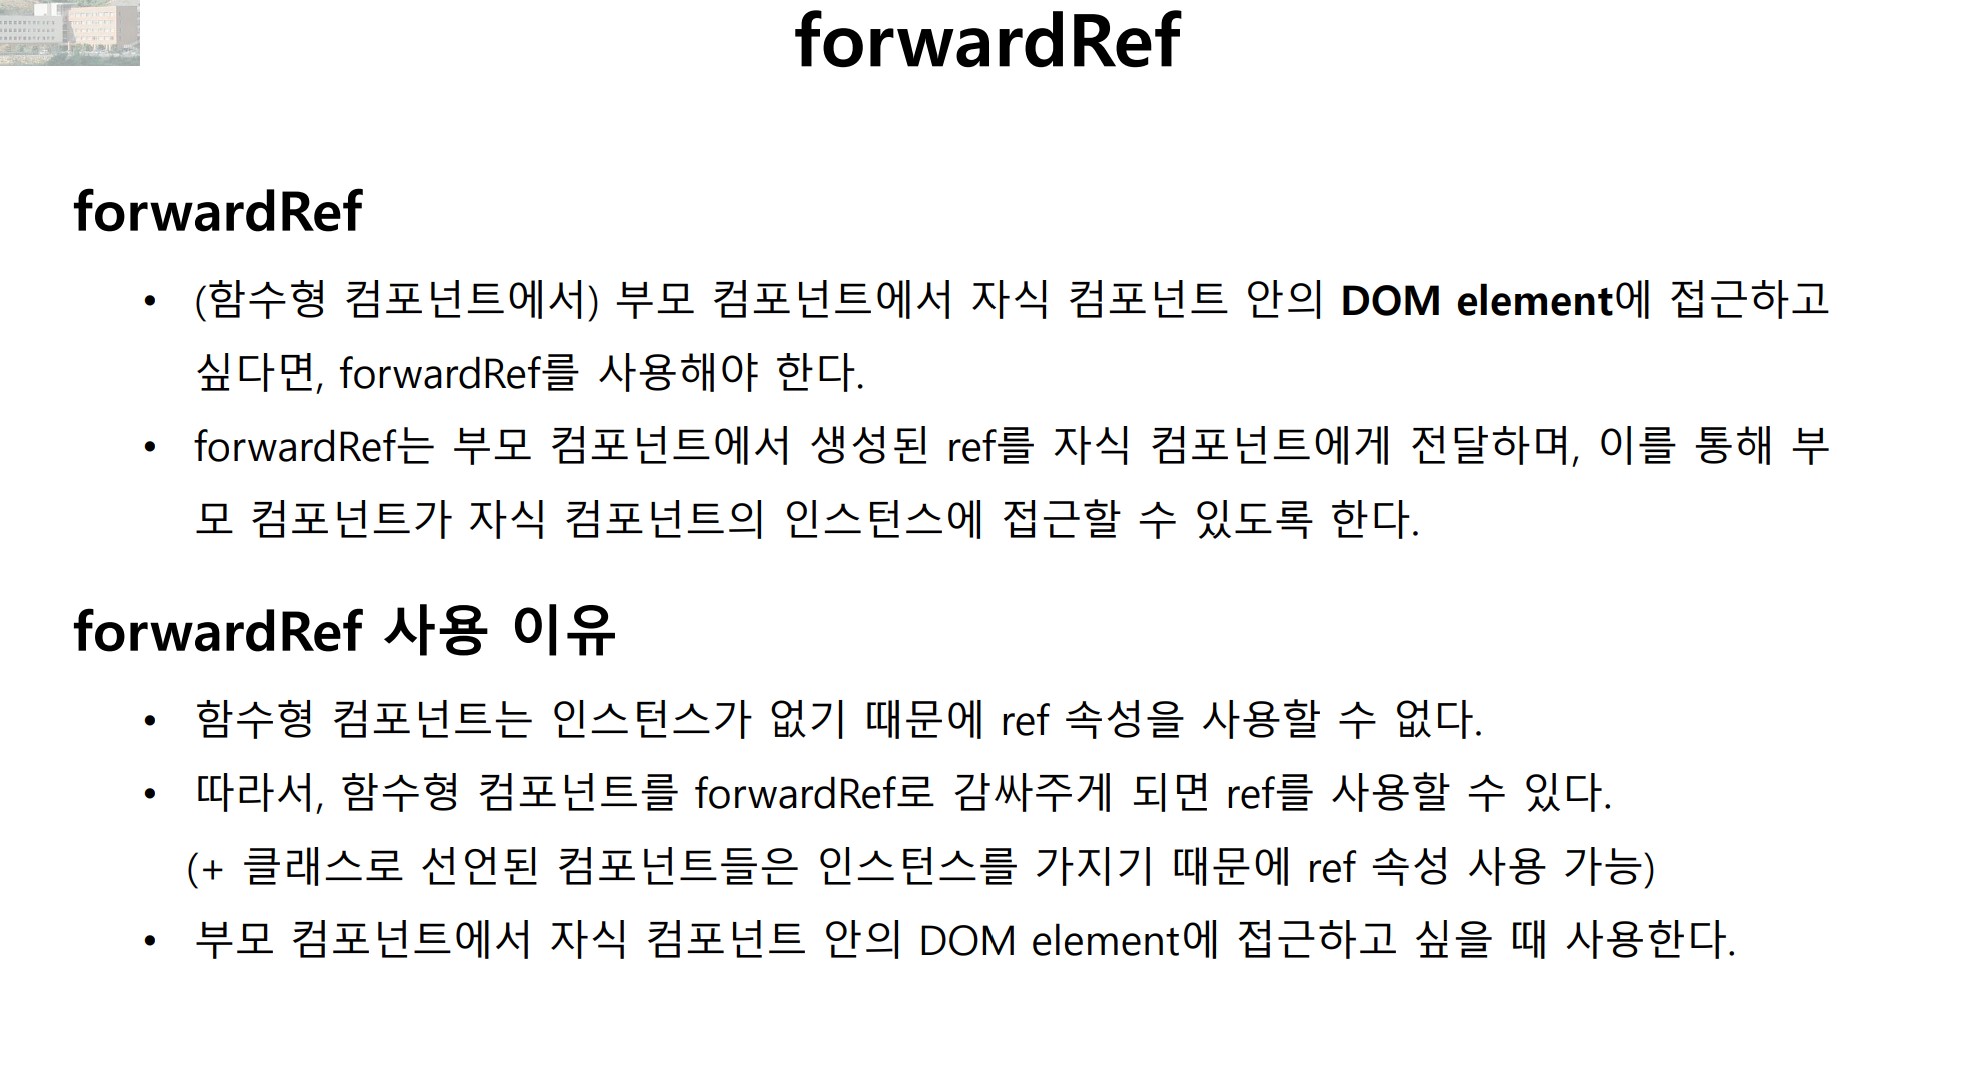 forwardRef
forwardRef
• (함수형 컴포넌트에서) 부모 컴포넌트에서 자식 컴포넌트 안의 DOM element에 접근하고
싶다면, forwardRef를 사용해야 한다.
• forwardRef는 부모 컴포넌트에서 생성된 ref를 자식 컴포넌트에게 전달하며, 이를 통해 부
모 컴포넌트가 자식 컴포넌트의 인스턴스에 접근할 수 있도록 한다.
forwardRef 사용 이유
• 함수형 컴포넌트는 인스턴스가 없기 때문에 ref 속성을 사용할 수 없다.
• 따라서, 함수형 컴포넌트를 forwardRef로 감싸주게 되면 ref를 사용할 수 있다.
(+ 클래스로 선언된 컴포넌트들은 인스턴스를 가지기 때문에 ref 속성 사용 가능)
• 부모 컴포넌트에서 자식 컴포넌트 안의 DOM element에 접근하고 싶을 때 사용한다.